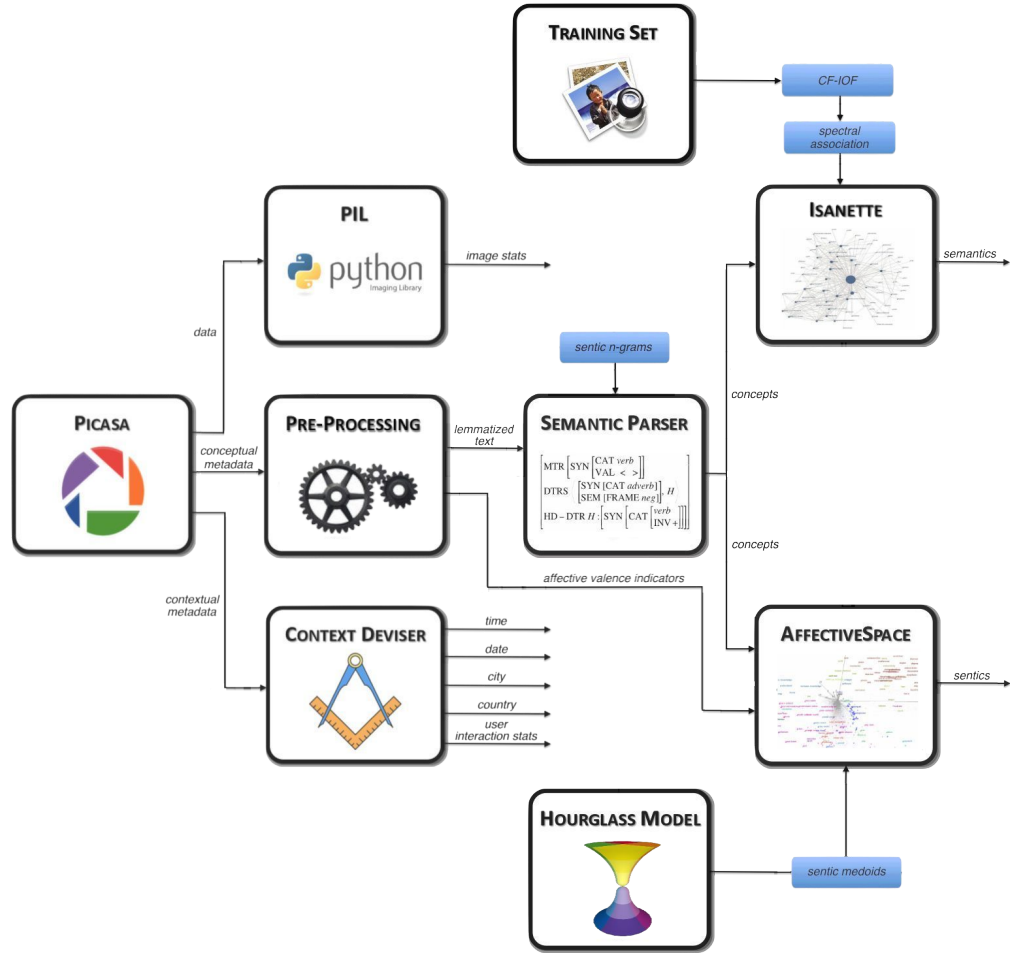 TRAINING SET
CF-IOF
spectral
association
PIL
python
Imaging Library
image stats
ISANETTE
semantics
data
sentic n-grams
concepts
PICASA
conceptual
metadata
PRE-PROCESSING
lemmatized
text
SEMANTIC PARSER
MTR [SYN [CAT verb
VAL < >]]
DTRS [SYN [CAT adverb]
SEM [FRAME neg]], H
HD – DTR H : [SYN [CAT [verb
INV +]]]]
concepts
affective valence indicators
contextual
metadata
CONTEXT DEVISER
time
date
city
country
user
interaction stats
AFFECTIVESPACE
sentics
HOURGLASS MODEL
sentic medoids